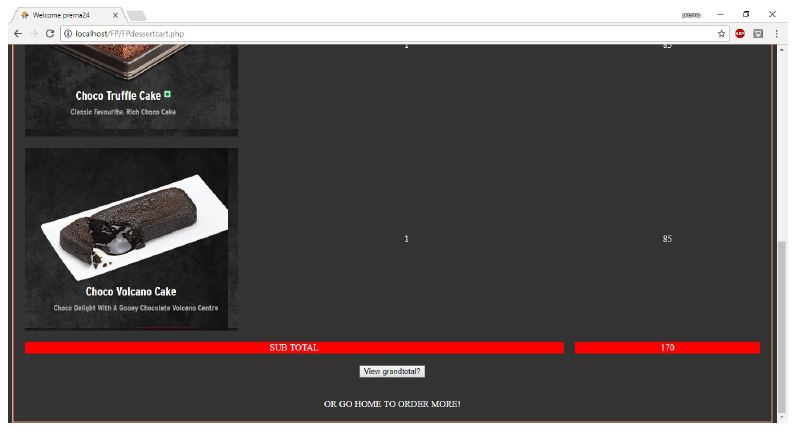 Welcome prema24
prema
localhost/FP/FPdessertcart.php
ABP
1
85
Choco Truffle Cake
Classic Favourite, Rich Choco Cake
1
85
Choco Volcano Cake
Choco Delight With A Gooey Chocolate Volcano Centre
SUB TOTAL
170
View grandtotal?
OR GO HOME TO ORDER MORE!